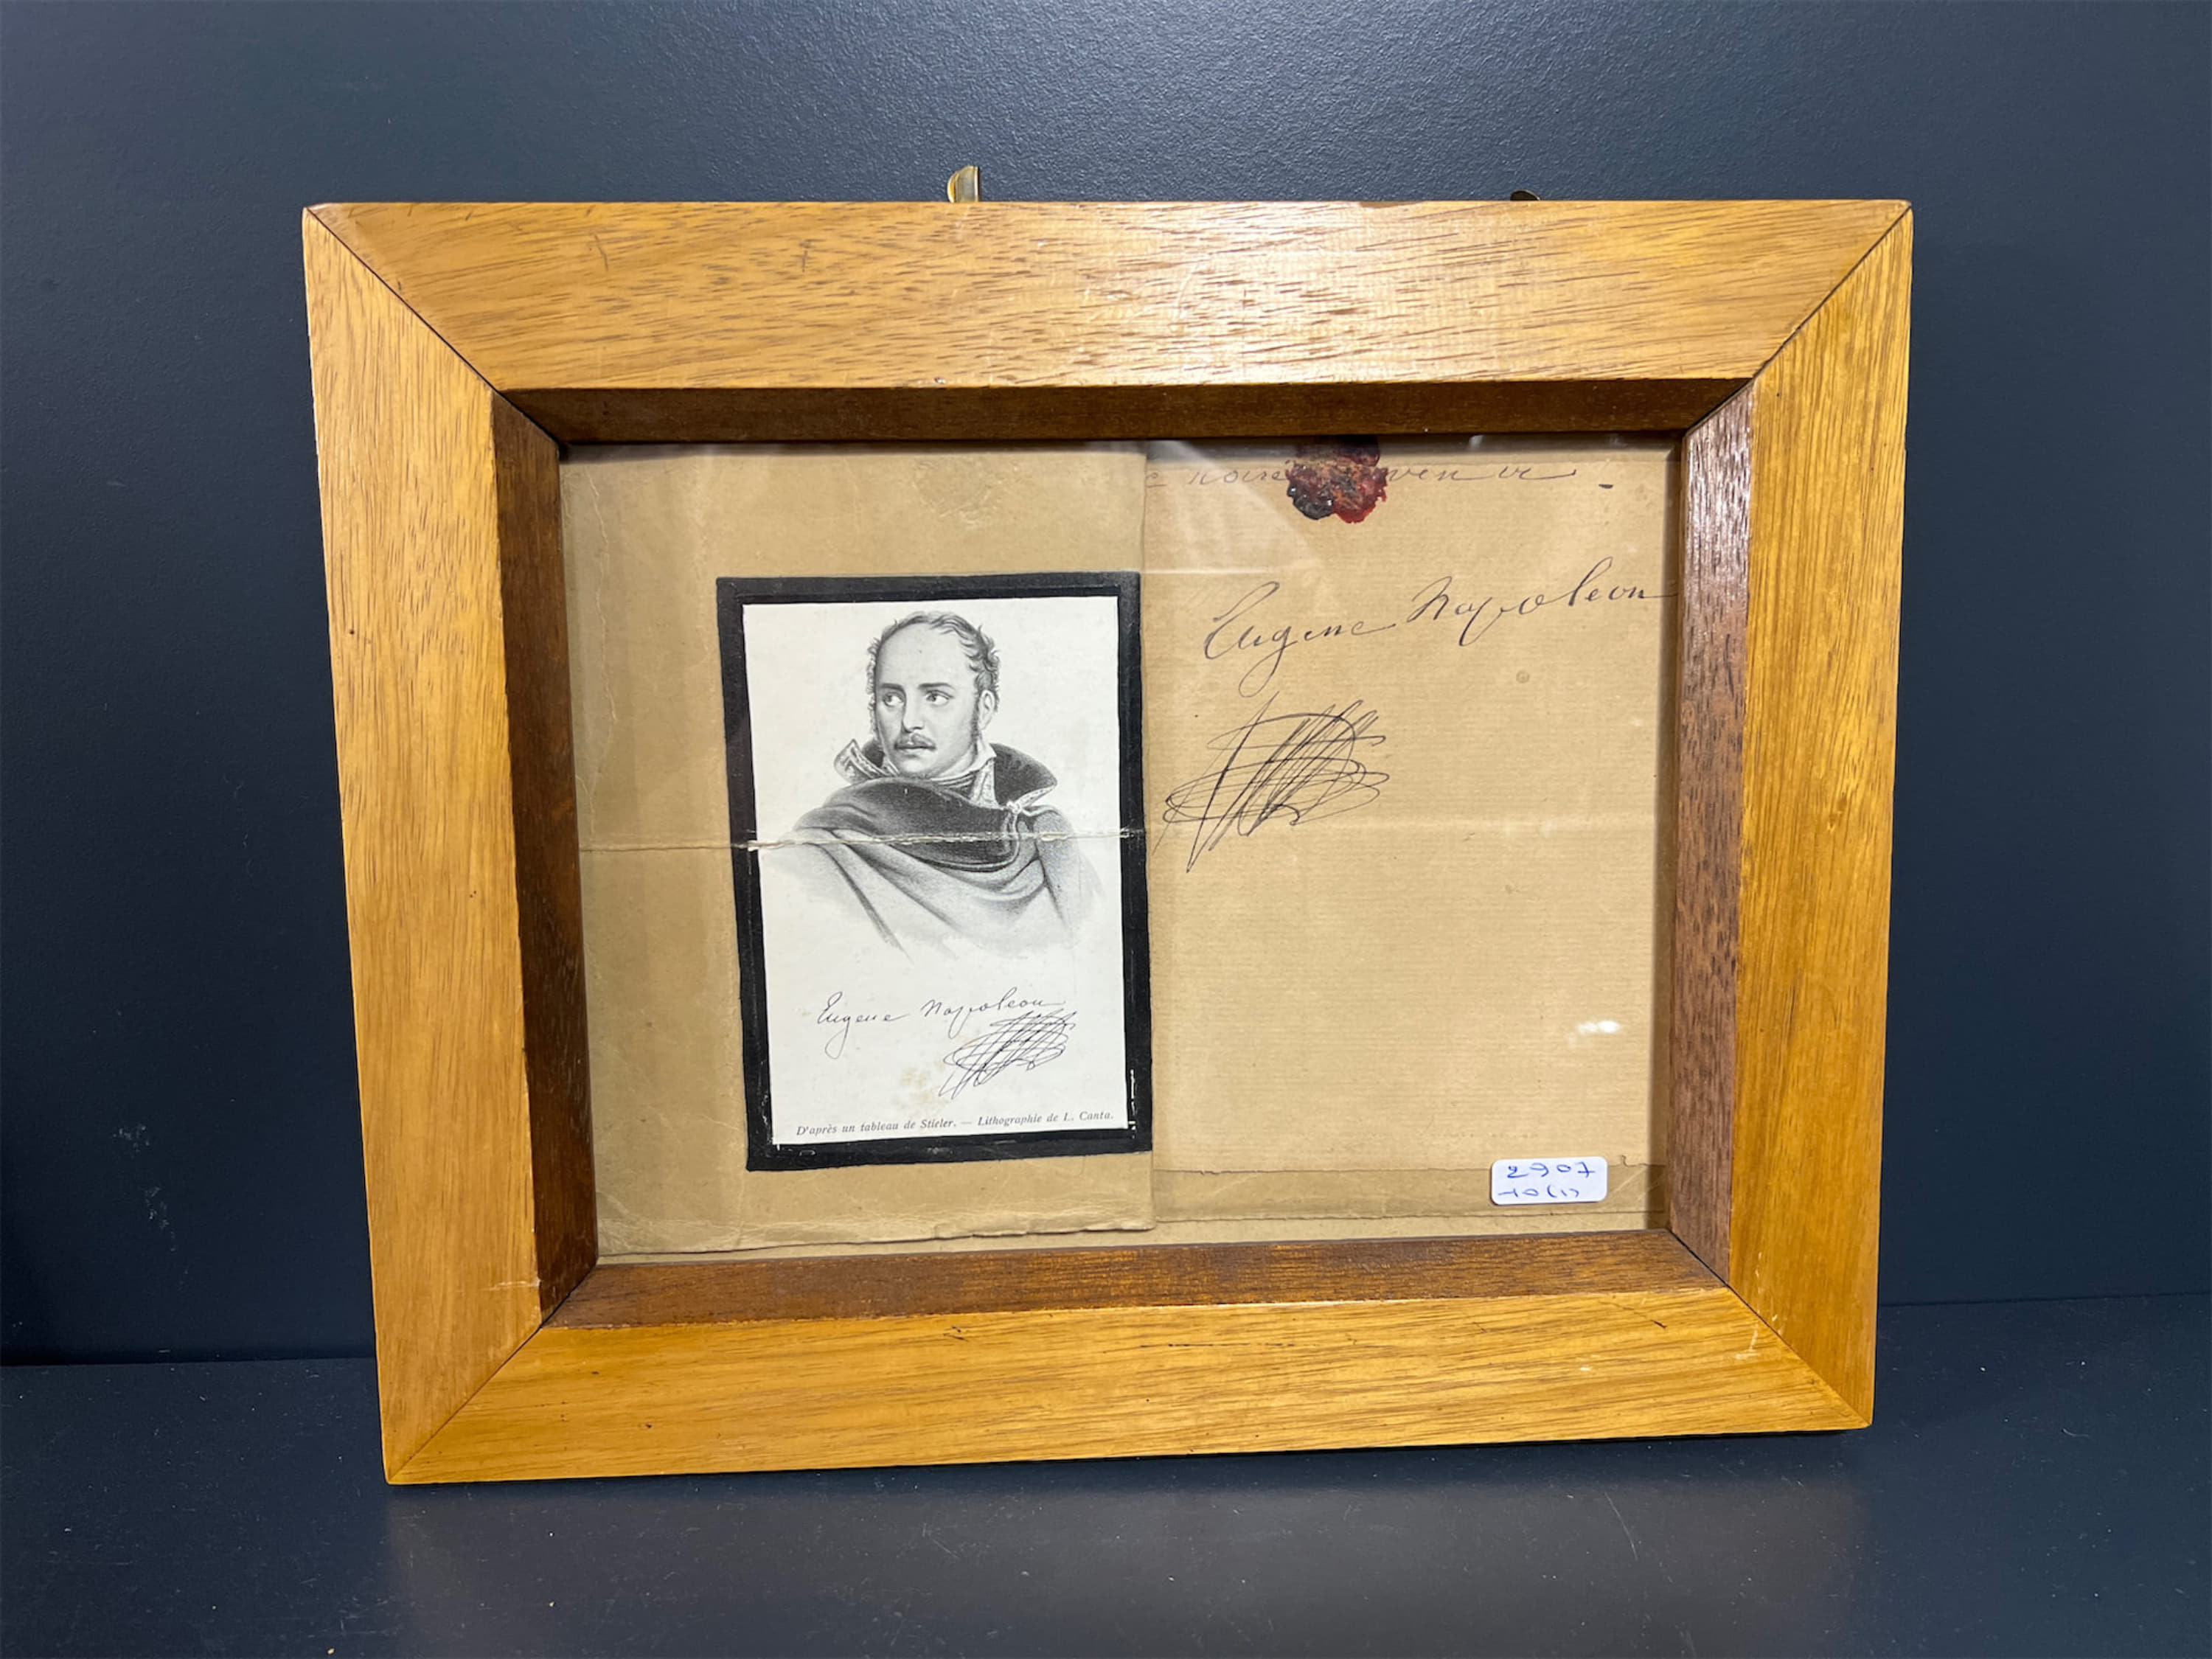 Eugene Napoleon
Eugene Napoleon
D'après un tableau de Stieler. — Lithographie de L. Canta.
2907